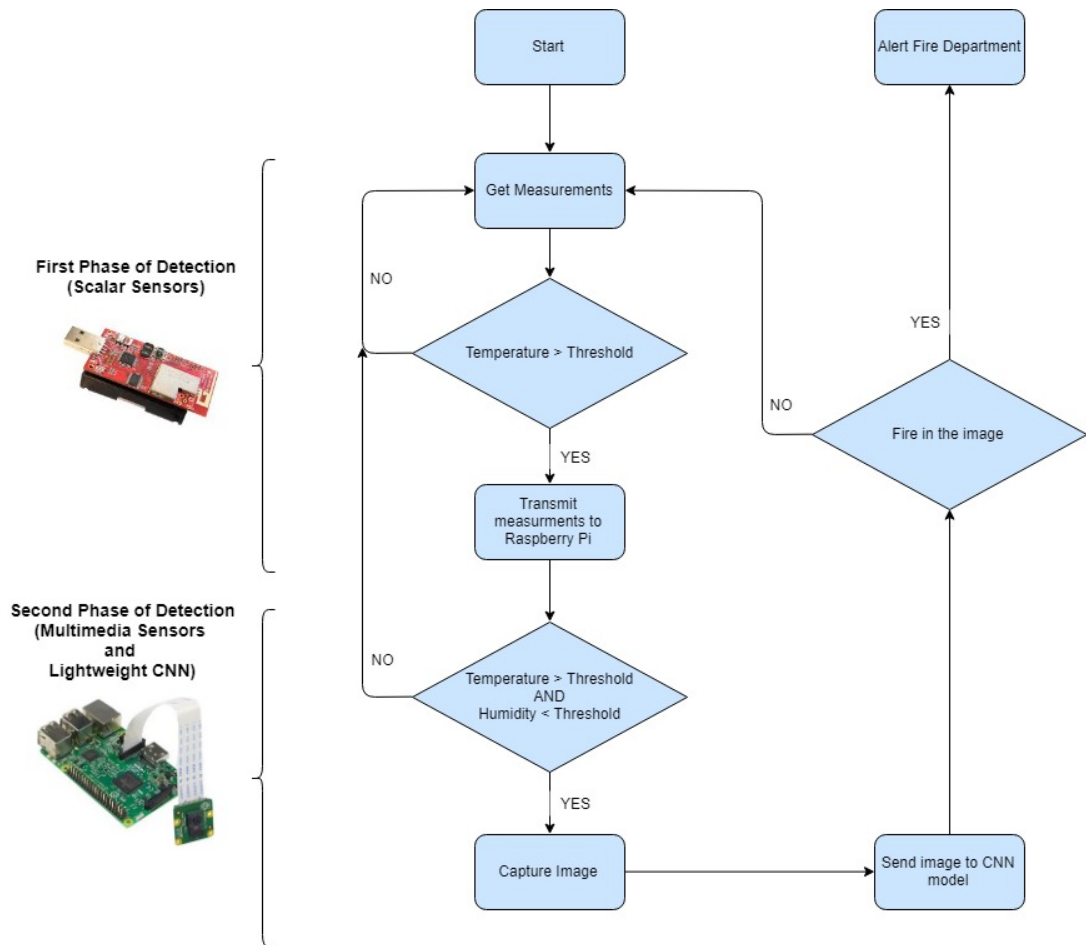 Start
Alert Fire Department
Get Measurements
First Phase of Detection
(Scalar Sensors)
NO
Temperature > Threshold
YES
NO
YES
Fire in the image
Transmit
measurments to
Raspberry Pi
Second Phase of Detection
(Multimedia Sensors
and
Lightweight CNN)
NO
Temperature > Threshold
AND
Humidity < Threshold
YES
Capture Image
Send image to CNN
model